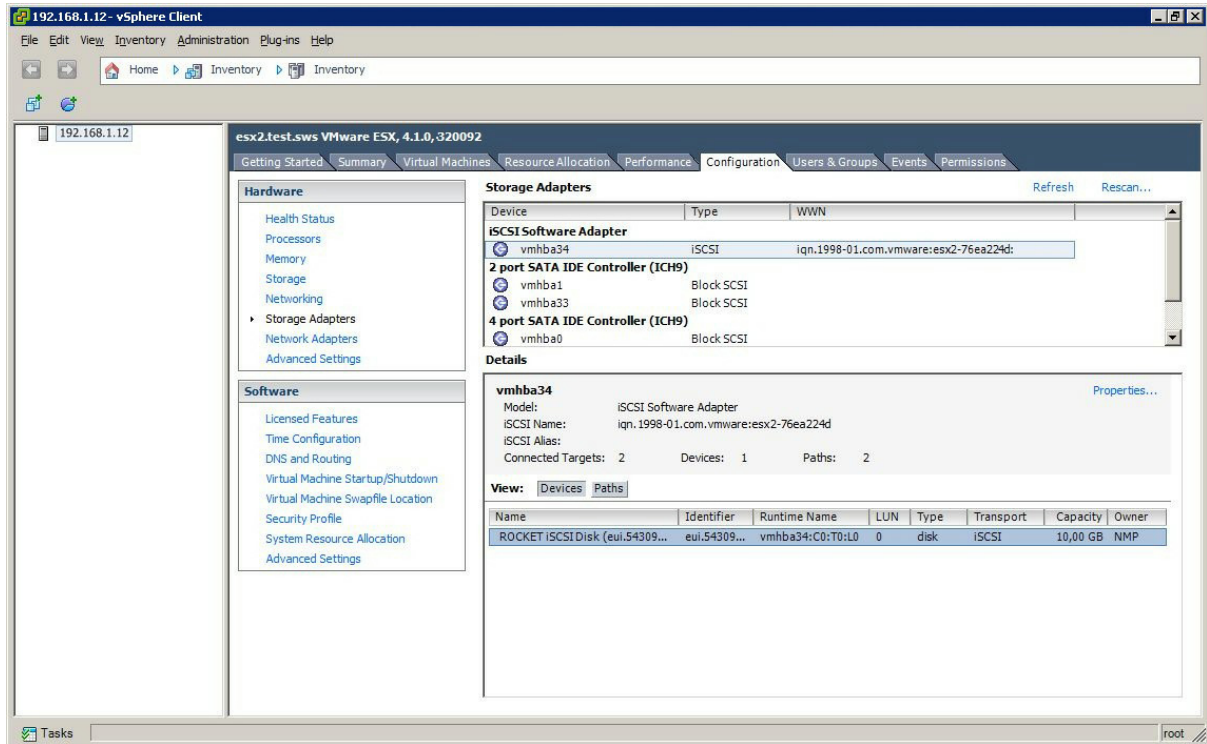 192.168.1.12 - vSphere Client
File Edit View Inventory Administration Plug-ins Help
Home Inventory Inventory
192.168.1.12
esx2.test.sws VMware ESX, 4.1.0, 320092
Getting Started Summary Virtual Machines Resource Allocation Performance Configuration Users & Groups Events Permissions
Hardware
Health Status
Processors
Memory
Storage
Networking
Storage Adapters
Network Adapters
Advanced Settings
Software
Licensed Features
Time Configuration
DNS and Routing
Virtual Machine Startup/Shutdown
Virtual Machine Swapfile Location
Security Profile
System Resource Allocation
Advanced Settings
Storage Adapters Refresh Rescan...
Device Type WWN
iSCSI Software Adapter
vmhba34 iSCSI iqn.1998-01.com.vmware:esx2-76ea224d:
2 port SATA IDE Controller (ICH9)
vmhba1 Block SCSI
vmhba33 Block SCSI
4 port SATA IDE Controller (ICH9)
vmhba0 Block SCSI
Details
vmhba34 Properties...
Model: iSCSI Software Adapter
iSCSI Name: iqn.1998-01.com.vmware:esx2-76ea224d
iSCSI Alias:
Connected Targets: 2 Devices: 1 Paths: 2
View: Devices Paths
Name Identifier Runtime Name LUN Type Transport Capacity Owner
ROCKET iSCSI Disk (eui.54309... eui.54309... vmhba34:C0:T0:L0 0 disk iSCSI 10,00 GB NMP
Tasks root